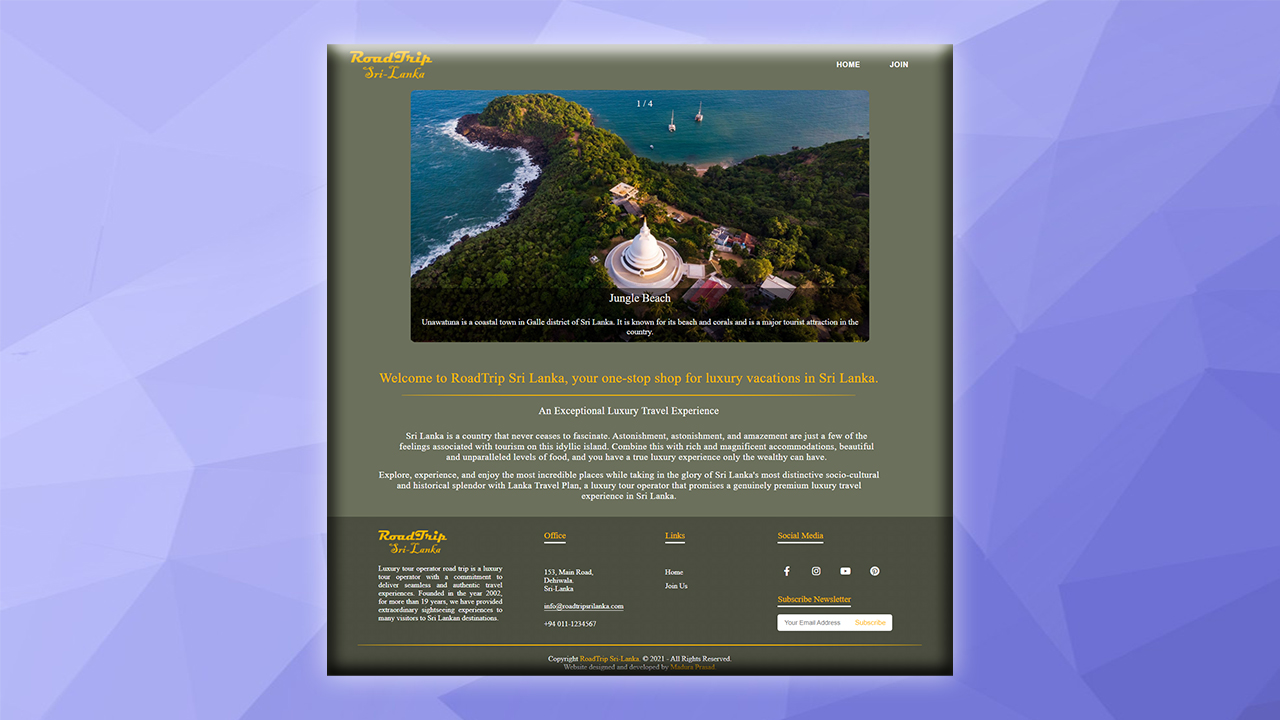 RoadTrip
Sri-Lanka
HOME JOIN
1 / 4
Jungle Beach
Unawatuna is a coastal town in Galle district of Sri Lanka. It is known for its beach and corals and is a major tourist attraction in the
country.
Welcome to RoadTrip Sri Lanka, your one-stop shop for luxury vacations in Sri Lanka.
An Exceptional Luxury Travel Experience
Sri Lanka is a country that never ceases to fascinate. Astonishment, astonishment, and amazement are just a few of the
feelings associated with tourism on this idyllic island. Combine this with rich and magnificent accommodations, beautiful
and unparalleled levels of food, and you have a true luxury experience only the wealthy can have.
Explore, experience, and enjoy the most incredible places while taking in the glory of Sri Lanka's most distinctive socio-cultural
and historical splendor with Lanka Travel Plan, a luxury tour operator that promises a genuinely premium luxury travel
experience in Sri Lanka.
RoadTrip
Sri-Lanka
Luxury tour operator road trip is a luxury
tour operator with a commitment to
deliver seamless and authentic travel
experiences. Founded in the year 2002,
for more than 19 years, we have provided
extraordinary sightseeing experiences to
many visitors to Sri Lankan destinations.
Office
153, Main Road,
Dehiwala.
Sri-Lanka
info@roadtripsrilanka.com
+94 011-1234567
Links
Home
Join Us
Social Media
Subscribe Newsletter
Your Email Address Subscribe
Copyright RoadTrip Sri-Lanka. © 2021 - All Rights Reserved.
Website designed and developed by Madura Prasad.